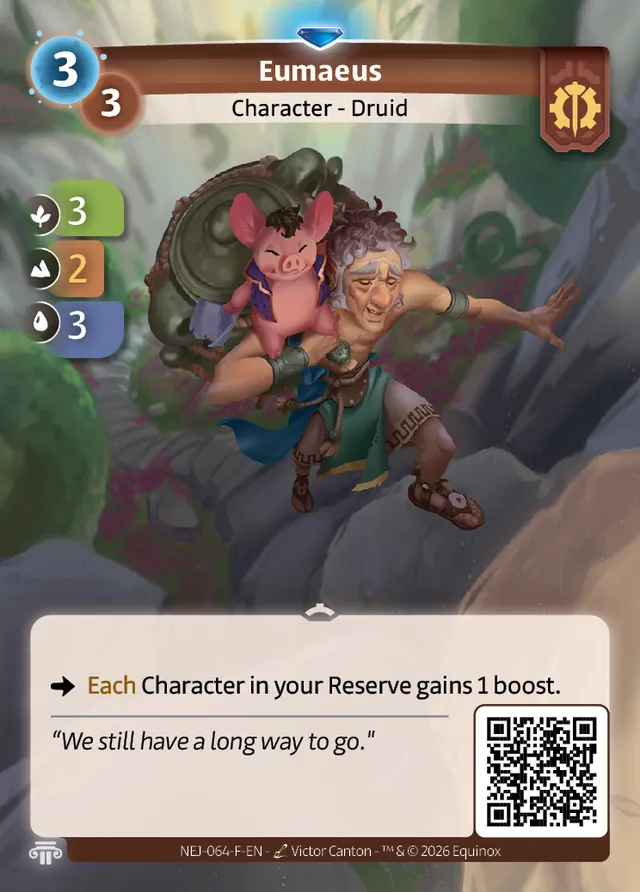 3
Eumaeus
3
Character - Druid
3
2
3
Each Character in your Reserve gains 1 boost.
“We still have a long way to go."
NEJ-064-F-EN - Victor Canton - ™ & © 2026 Equinox